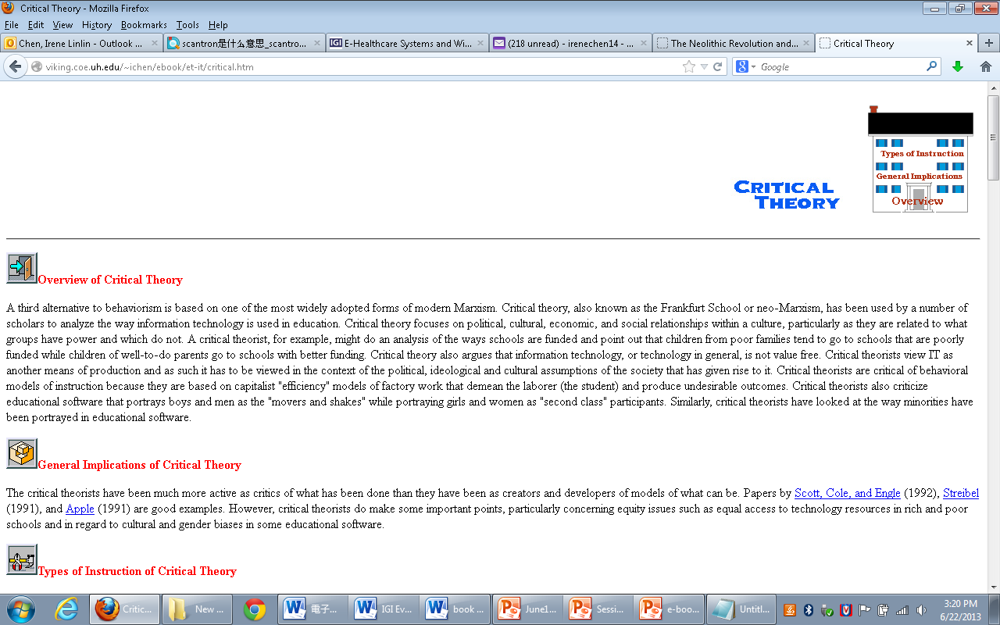 Critical Theory - Mozilla Firefox
File Edit View History Bookmarks Tools Help
Chen, Irene Linlin - Outlook ...
scantron是什么意思_scantro...
IGI E-Healthcare Systems and Wi...
(218 unread) - irenechen14 - ...
The Neolithic Revolution and...
Critical Theory
viking.coe.uh.edu/~ichen/ebook/et-it/critical.htm
Google
Types of Instruction
General Implications
Overview
CRITICAL
THEORY
Overview of Critical Theory
A third alternative to behaviorism is based on one of the most widely adopted forms of modern Marxism. Critical theory, also known as the Frankfurt School or neo-Marxism, has been used by a number of
scholars to analyze the way information technology is used in education. Critical theory focuses on political, cultural, economic, and social relationships within a culture, particularly as they are related to what
groups have power and which do not. A critical theorist, for example, might do an analysis of the ways schools are funded and point out that children from poor families tend to go to schools that are poorly
funded while children of well-to-do parents go to schools with better funding. Critical theory also argues that information technology, or technology in general, is not value free. Critical theorists view IT as
another means of production and as such it has to be viewed in the context of the political, ideological and cultural assumptions of the society that has given rise to it. Critical theorists are critical of behavioral
models of instruction because they are based on capitalist "efficiency" models of factory work that demean the laborer (the student) and produce undesirable outcomes. Critical theorists also criticize
educational software that portrays boys and men as the "movers and shakes" while portraying girls and women as "second class" participants. Similarly, critical theorists have looked at the way minorities have
been portrayed in educational software.
General Implications of Critical Theory
The critical theorists have been much more active as critics of what has been done than they have been as creators and developers of models of what can be. Papers by Scott, Cole, and Engle (1992), Streibel
(1991), and Apple (1991) are good examples. However, critical theorists do make some important points, particularly concerning equity issues such as equal access to technology resources in rich and poor
schools and in regard to cultural and gender biases in some educational software.
Types of Instruction of Critical Theory
Critic...
New ...
電子...
IGI Ev...
book ...
June1...
Sessi...
e-boo...
Untitl...
3:20 PM
6/22/2013